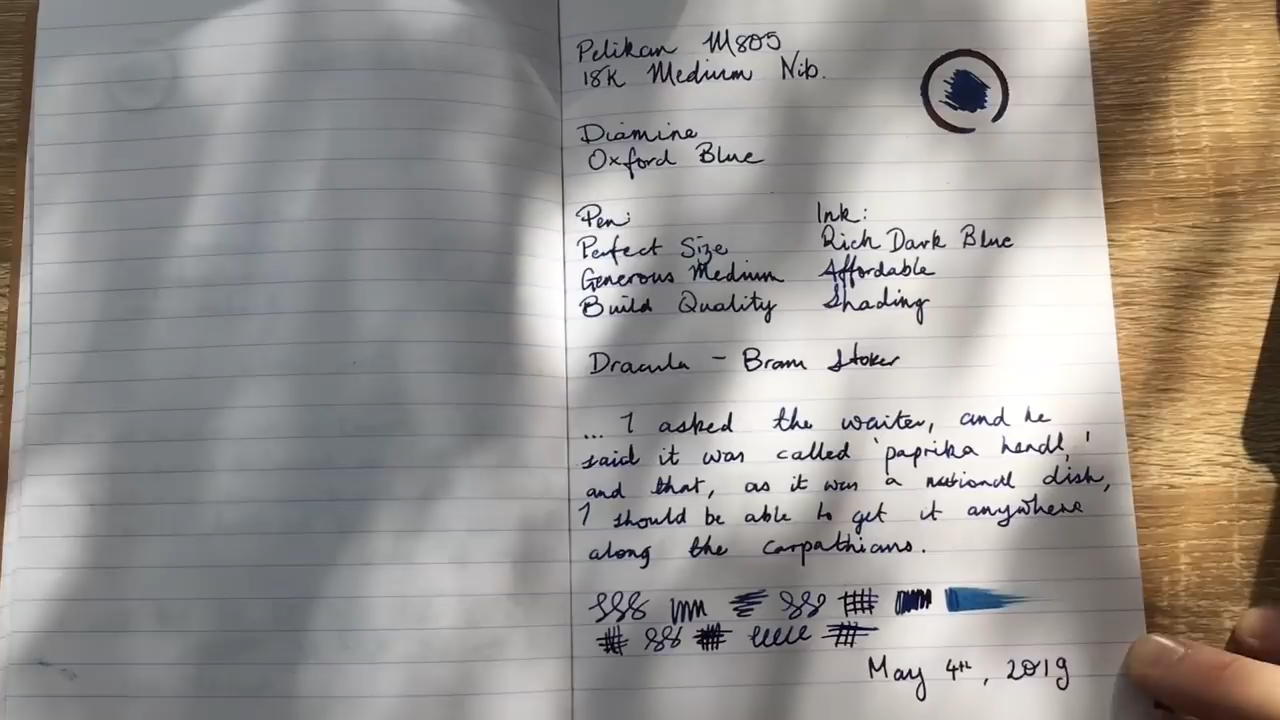 Pelikan M805
18K Medium Nib.
Diamine
Oxford Blue
Pen:
Perfect Size
Generous Medium
Build Quality
Ink:
Rich Dark Blue
Affordable
Shading
Dracula - Bram Stoker
... I asked the waiter, and he
said it was called 'paprika hendl,'
and that, as it was a national dish,
I should be able to get it anywhere
along the Carpathians.
May 4th, 2019